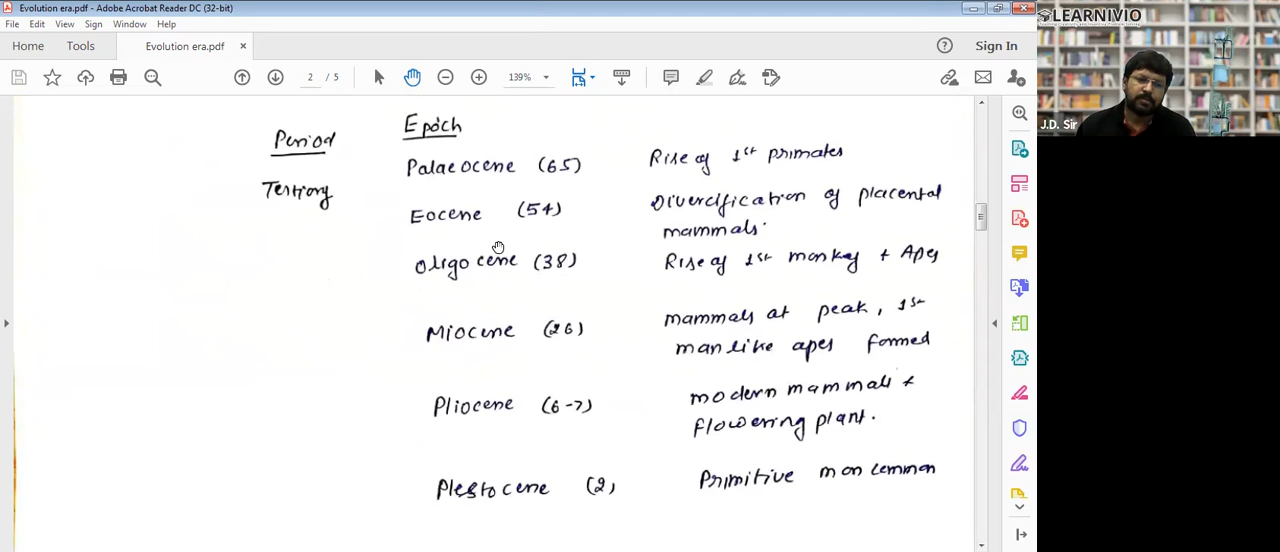 Evolution era.pdf - Adobe Acrobat Reader DC (32-bit)
File Edit View Sign Window Help
Home Tools Evolution era.pdf × Sign In
2 / 5 139%
LEARNIVIO
J.D. Sir
Period Epoch
Palaeocene (65) Rise of 1st primates
Tertiory
Eocene (54) Divercification of placental
mammals.
Oligocene (38) Rise of 1st monkey + Apes
Miocene (26) mammals at peak, 1st
man like apes formed
Pliocene (6-7) modern mammals +
flowering plant.
Plestocene (2) Primitive man common